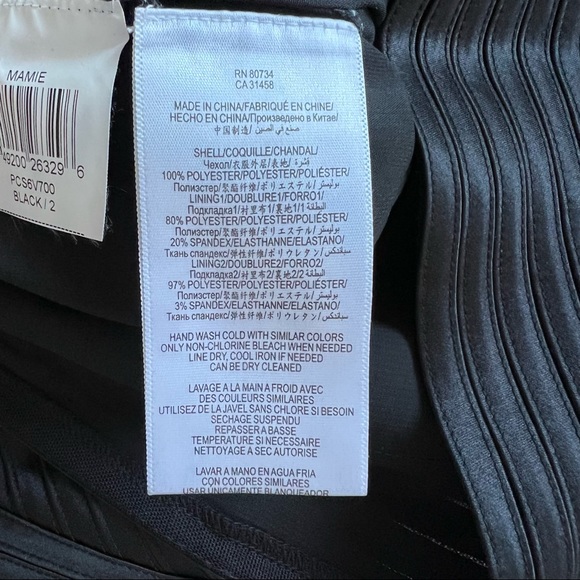 MAMIE
49200 26329 6
PCS6V700
BLACK / 2
RN 80734
CA 31458
MADE IN CHINA/FABRIQUÉ EN CHINE/
HECHO EN CHINA/Произведено в Китае/
中国制造/ صنع في الصين
SHELL/COQUILLE/CHANDAL/
Чехол/衣服外层/表地/ قشرة
100% POLYESTER/POLYESTER/POLIÉSTER/
Полиэстер/聚酯纤维/ポリエステル/ بوليستر
LINING1/DOUBLURE1/FORRO1/
Подкладка1/衬里布1/裏地1/ البطانة1
80% POLYESTER/POLYESTER/POLIÉSTER/
Полиэстер/聚酯纤维/ポリエステル/ بوليستر
20% SPANDEX/ELASTHANNE/ELASTANO/
Ткань спандекс/弹性纤维/ポリウレタン/ سباندكس
LINING2/DOUBLURE2/FORRO2/
Подкладка2/衬里布2/裏地2/ البطانة2
97% POLYESTER/POLYESTER/POLIÉSTER/
Полиэстер/聚酯纤维/ポリエステル/ بوليستر
3% SPANDEX/ELASTHANNE/ELASTANO/
Ткань спандекс/弹性纤维/ポリウレタン/ سباندكس
HAND WASH COLD WITH SIMILAR COLORS
ONLY NON-CHLORINE BLEACH WHEN NEEDED
LINE DRY, COOL IRON IF NEEDED
CAN BE DRY CLEANED
LAVAGE A LA MAIN A FROID AVEC
DES COULEURS SIMILAIRES
UTILISEZ DE LA JAVEL SANS CHLORE SI BESOIN
SECHAGE SUSPENDU
REPASSER A BASSE
TEMPERATURE SI NECESSAIRE
NETTOYAGE A SEC AUTORISE
LAVAR A MANO EN AGUA FRIA
CON COLORES SIMILARES
USAR UNICAMENTE BLANQUEADOR